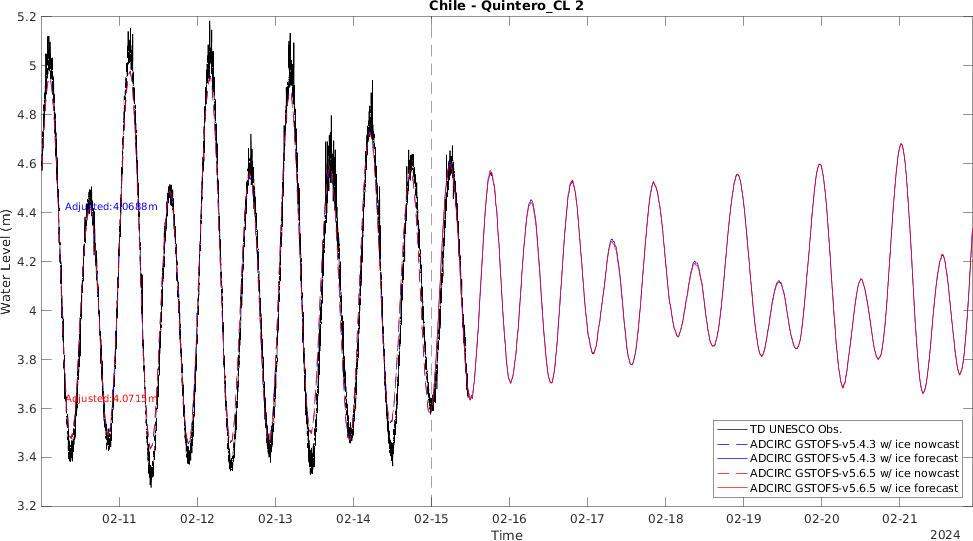 Chile - Quintero_CL 2
5.2
5
4.8
4.6
4.4
4.2
4
3.8
3.6
3.4
3.2
Water Level (m)
Adjusted:4.0688m
Adjusted:4.0715m
TD UNESCO Obs.
ADCIRC GSTOFS-v5.4.3 w/ ice nowcast
ADCIRC GSTOFS-v5.4.3 w/ ice forecast
ADCIRC GSTOFS-v5.6.5 w/ ice nowcast
ADCIRC GSTOFS-v5.6.5 w/ ice forecast
02-11 02-12 02-13 02-14 02-15 02-16 02-17 02-18 02-19 02-20 02-21
Time
2024